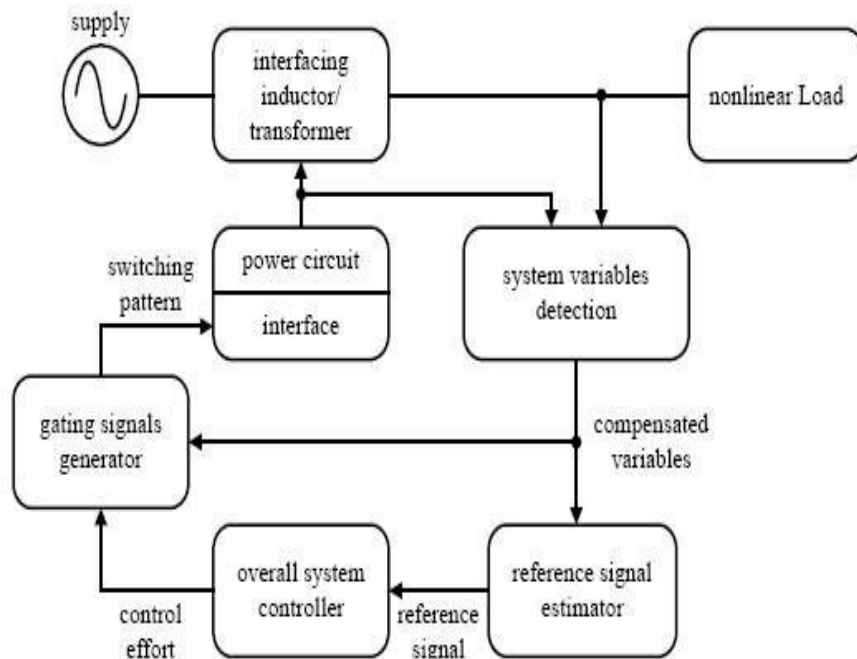 supply
interfacing
inductor/
transformer
nonlinear Load
power circuit
interface
system variables
detection
switching
pattern
gating signals
generator
compensated
variables
overall system
controller
reference signal
estimator
control
effort
reference
signal